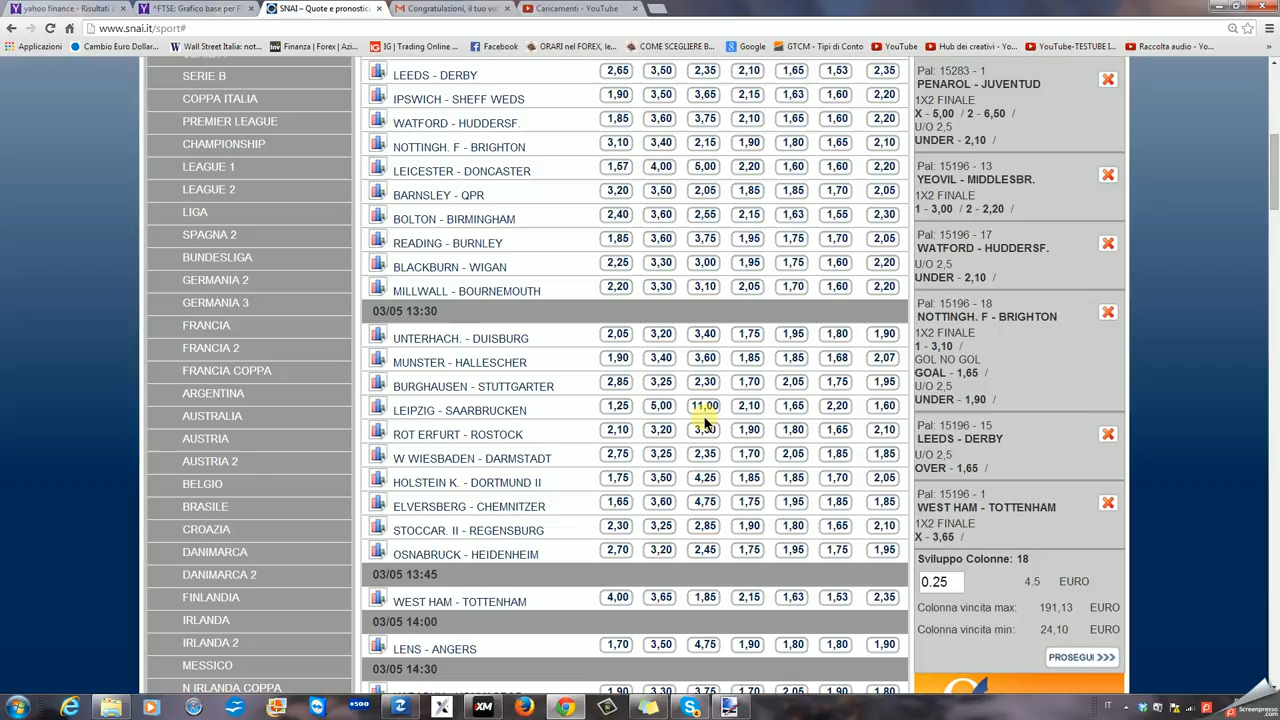 yahoo finance - Risultati d
^FTSE: Grafico base per F
SNAI – Quote e pronostic
Congratulazioni, il tuo vi
Caricamenti - YouTube
www.snai.it/sport#
Applicazioni
Cambio Euro Dollar...
Wall Street Italia: not...
Finanza | Forex | Azi...
IG | Trading Online ...
Facebook
ORARI nel FOREX, le...
COME SCEGLIERE B...
Google
GTCM - Tipi di Conto
YouTube
Hub dei creativi - Yo...
YouTube-TESTUBE I...
Raccolta audio - Yo...
SERIE B
COPPA ITALIA
PREMIER LEAGUE
CHAMPIONSHIP
LEAGUE 1
LEAGUE 2
LIGA
SPAGNA 2
BUNDESLIGA
GERMANIA 2
GERMANIA 3
FRANCIA
FRANCIA 2
FRANCIA COPPA
ARGENTINA
AUSTRALIA
AUSTRIA
AUSTRIA 2
BELGIO
BRASILE
CROAZIA
DANIMARCA
DANIMARCA 2
FINLANDIA
IRLANDA
IRLANDA 2
MESSICO
N IRLANDA COPPA
LEEDS - DERBY 2,65 3,50 2,35 2,10 1,65 1,53 2,35
IPSWICH - SHEFF WEDS 1,90 3,50 3,65 2,15 1,63 1,60 2,20
WATFORD - HUDDERSF. 1,85 3,60 3,75 2,10 1,65 1,60 2,20
NOTTINGH. F - BRIGHTON 3,10 3,40 2,15 1,90 1,80 1,65 2,10
LEICESTER - DONCASTER 1,57 4,00 5,00 2,20 1,60 1,60 2,20
BARNSLEY - QPR 3,20 3,50 2,05 1,85 1,85 1,70 2,05
BOLTON - BIRMINGHAM 2,40 3,60 2,55 2,15 1,63 1,55 2,30
READING - BURNLEY 1,85 3,60 3,75 1,95 1,75 1,70 2,05
BLACKBURN - WIGAN 2,25 3,30 3,00 1,95 1,75 1,60 2,20
MILLWALL - BOURNEMOUTH 2,20 3,30 3,10 2,05 1,70 1,60 2,20
03/05 13:30
UNTERHACH. - DUISBURG 2,05 3,20 3,40 1,75 1,95 1,80 1,90
MUNSTER - HALLESCHER 1,90 3,40 3,60 1,85 1,85 1,68 2,07
BURGHAUSEN - STUTTGARTER 2,85 3,25 2,30 1,70 2,05 1,75 1,95
LEIPZIG - SAARBRUCKEN 1,25 5,00 11,00 2,10 1,65 2,20 1,60
ROT ERFURT - ROSTOCK 2,10 3,20 1,90 1,80 1,65 2,10
W WIESBADEN - DARMSTADT 2,75 3,25 2,35 1,70 2,05 1,85 1,85
HOLSTEIN K. - DORTMUND II 1,75 3,50 4,25 1,85 1,85 1,70 2,05
ELVERSBERG - CHEMNITZER 1,65 3,60 4,75 1,75 1,95 1,85 1,85
STOCCAR. II - REGENSBURG 2,30 3,25 2,85 1,90 1,80 1,65 2,10
OSNABRUCK - HEIDENHEIM 2,70 3,20 2,45 1,75 1,95 1,75 1,95
03/05 13:45
WEST HAM - TOTTENHAM 4,00 3,65 1,85 2,15 1,63 1,53 2,35
03/05 14:00
LENS - ANGERS 1,70 3,50 4,75 1,90 1,80 1,80 1,90
03/05 14:30
1,90 3,30 3,75 1,95 2,05 1,90 1,80
Pal: 15283 - 1
PENAROL - JUVENTUD
1X2 FINALE
X - 5,00 / 2 - 6,50 /
U/O 2,5
UNDER - 2,10 /
Pal: 15196 - 13
YEOVIL - MIDDLESBR.
1X2 FINALE
1 - 3,00 / 2 - 2,20 /
Pal: 15196 - 17
WATFORD - HUDDERSF.
U/O 2,5
UNDER - 2,10 /
Pal: 15196 - 18
NOTTINGH. F - BRIGHTON
1X2 FINALE
1 - 3,10 /
GOL NO GOL
GOAL - 1,65 /
U/O 2,5
UNDER - 1,90 /
Pal: 15196 - 15
LEEDS - DERBY
U/O 2,5
OVER - 1,65 /
Pal: 15196 - 1
WEST HAM - TOTTENHAM
1X2 FINALE
X - 3,65 /
Sviluppo Colonne: 18
0.25 4.5 EURO
Colonna vincita max: 191,13 EURO
Colonna vincita min: 24,10 EURO
PROSEGUI >>>
+500
XM
Screenpresso
.com